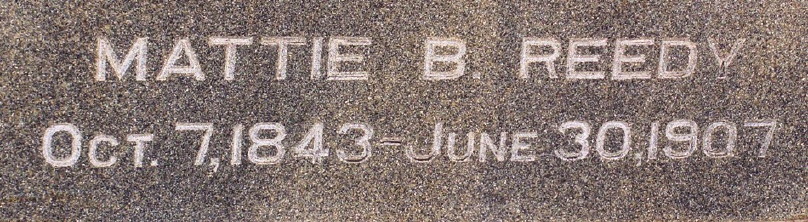 MATTIE B. REEDY
OCT. 7, 1843-JUNE 30, 1907